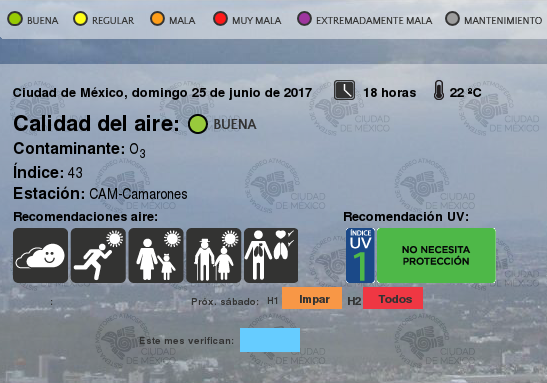 BUENA REGULAR MALA MUY MALA EXTREMADAMENTE MALA MANTENIMIENTO
Ciudad de México, domingo 25 de junio de 2017 18 horas 22 ºC
Calidad del aire: BUENA
Contaminante: O3
Índice: 43
Estación: CAM-Camarones
Recomendaciones aire: Recomendación UV:
ÍNDICE UV 1
NO NECESITA
PROTECCIÓN
: Próx. sábado: H1 Impar H2 Todos
Este mes verifican:
CIUDAD
DE MÉXICO